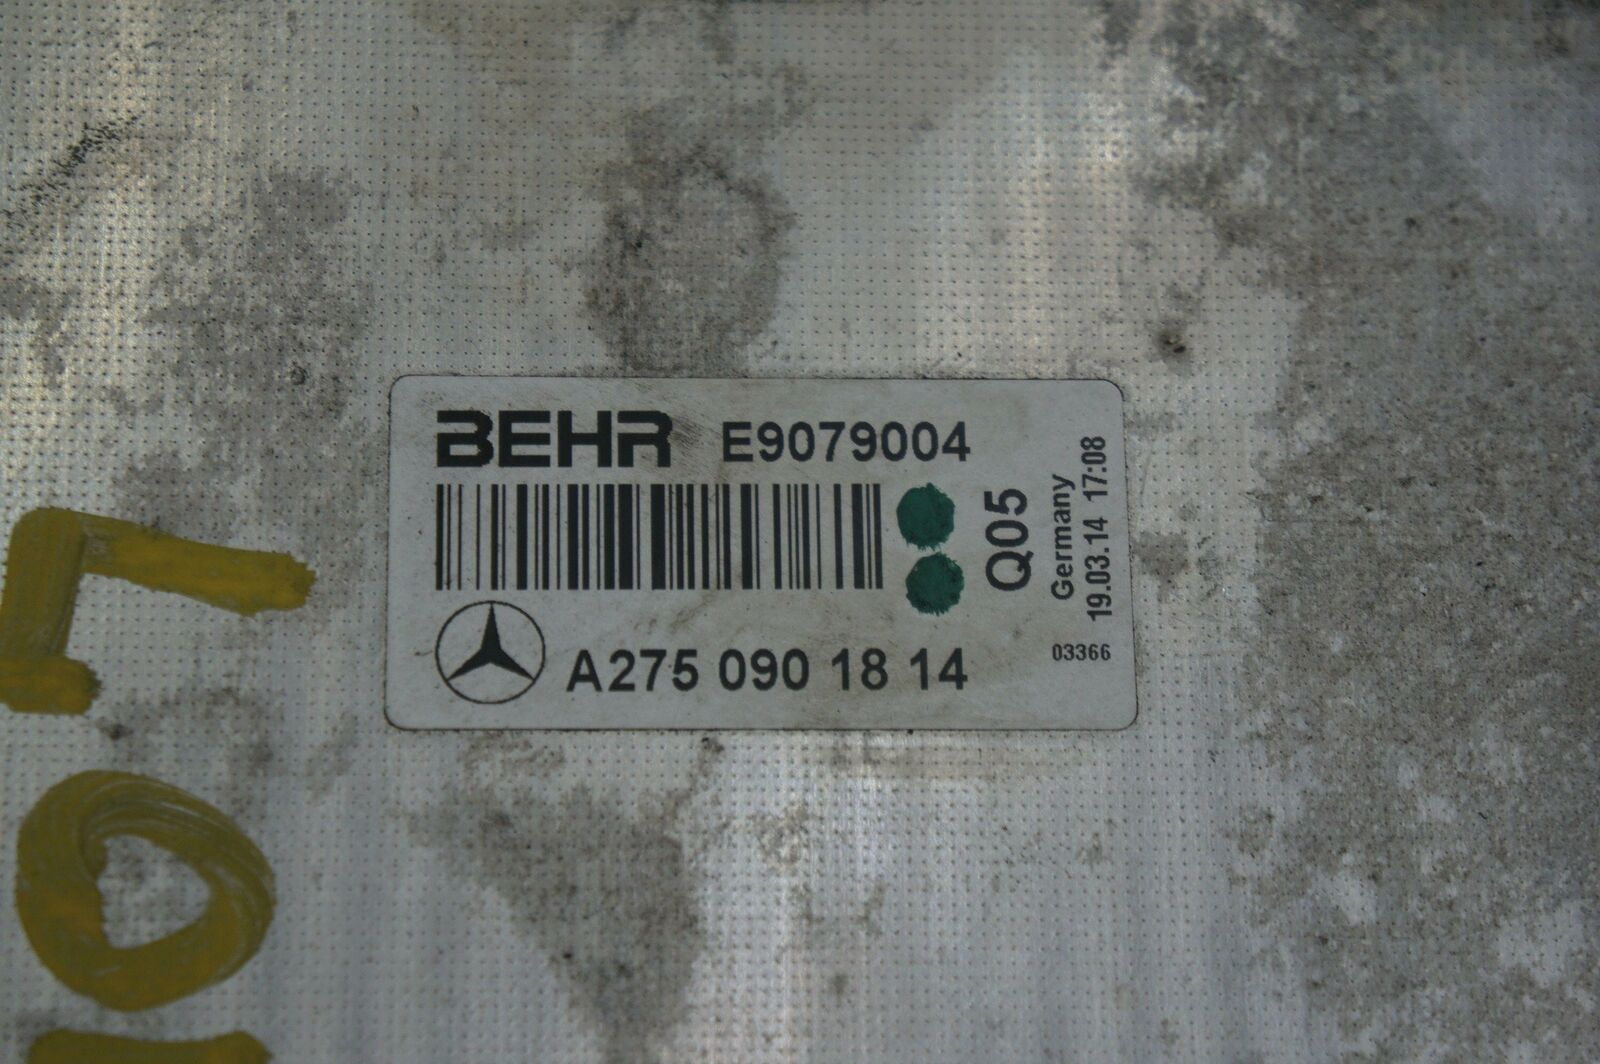 BEHR E9079004
Q05
Germany
19.03.14 17:08
A275 090 18 14
03366